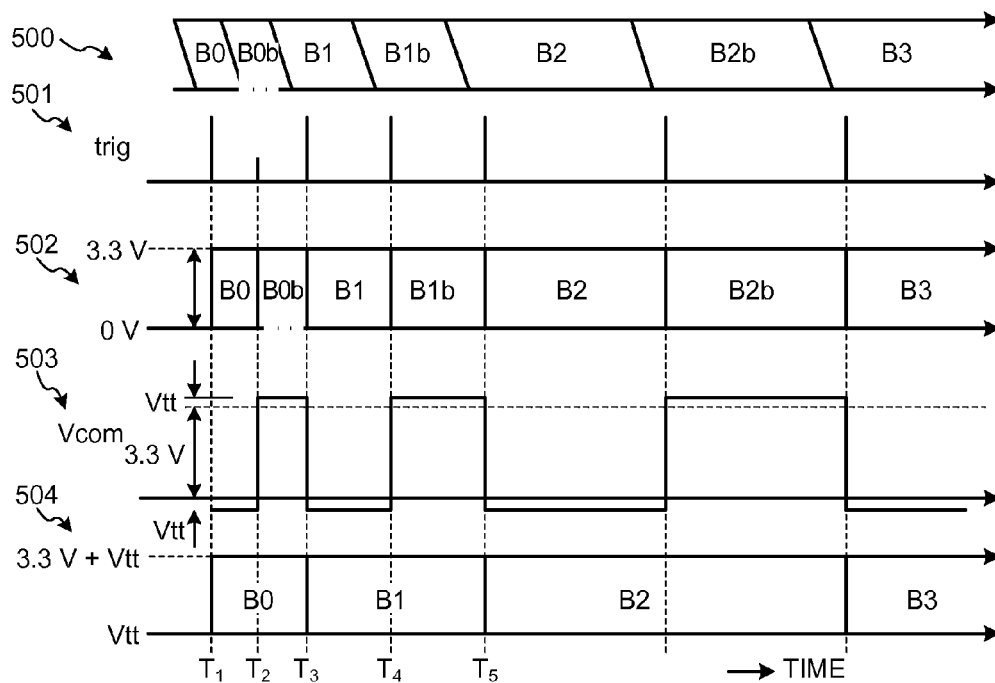 500
B0 B0b B1 B1b B2 B2b B3
501
trig
502
3.3 V
B0 B0b B1 B1b B2 B2b B3
0 V
503
Vtt
Vcom
3.3 V
504
Vtt
3.3 V + Vtt
B0 B1 B2 B3
Vtt
T1 T2 T3 T4 T5 TIME